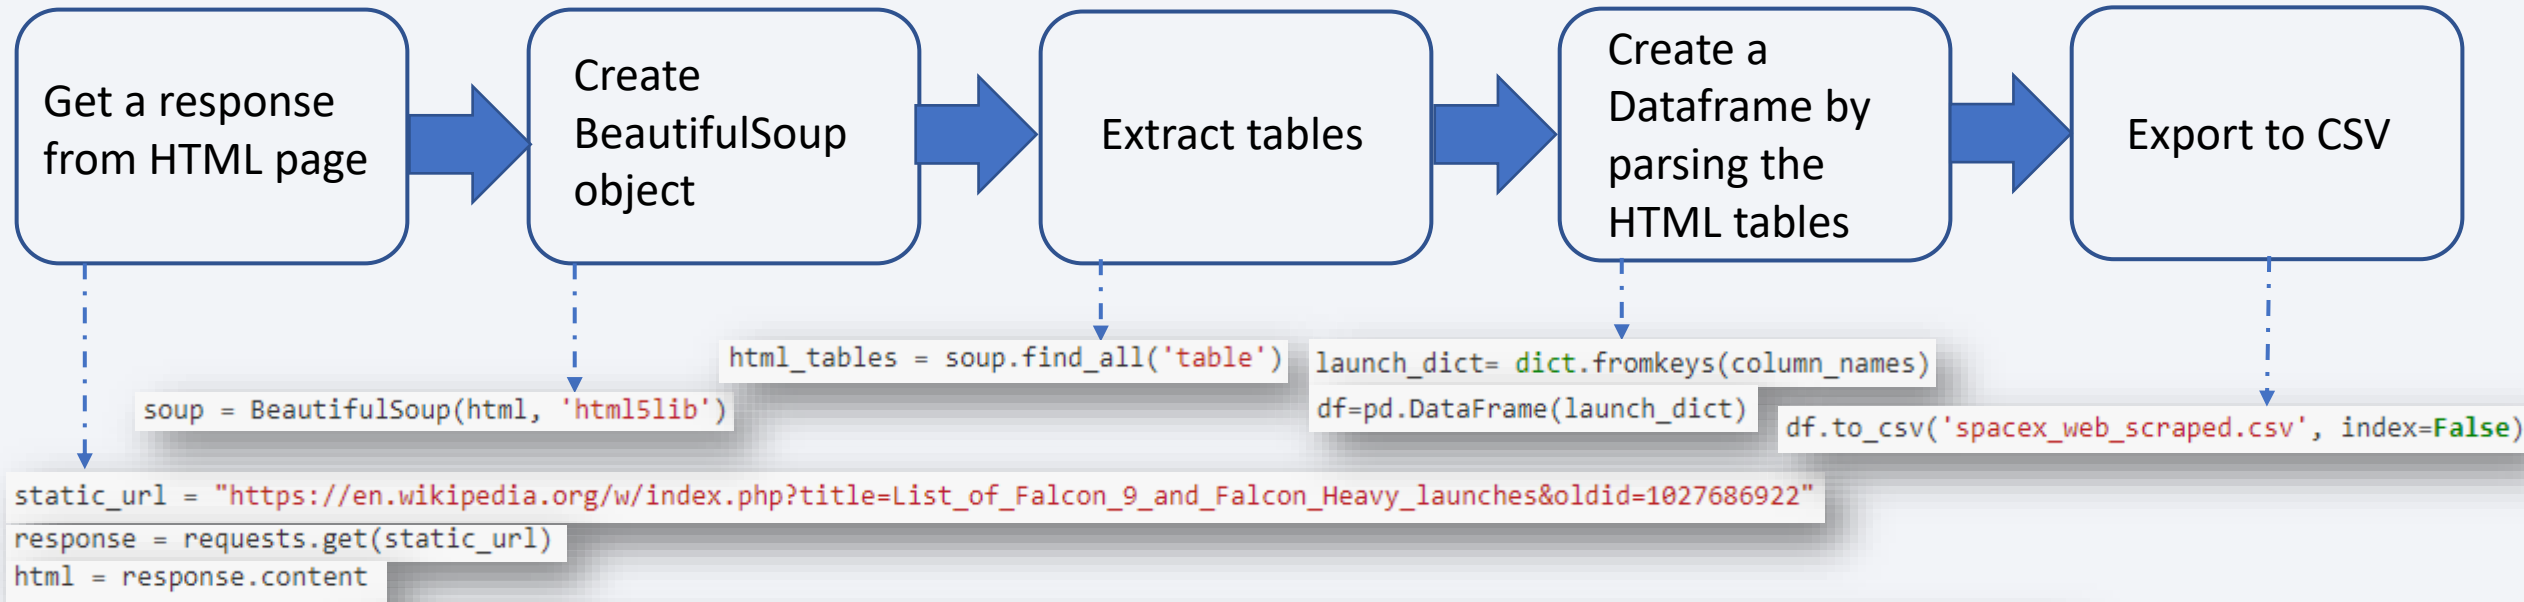 Get a response
from HTML page
Create
BeautifulSoup
object
Extract tables
Create a
Dataframe by
parsing the
HTML tables
Export to CSV
html_tables = soup.find_all('table')
launch_dict= dict.fromkeys(column_names)
df=pd.DataFrame(launch_dict)
soup = BeautifulSoup(html, 'html5lib')
df.to_csv('spacex_web_scraped.csv', index=False)
static_url = "https://en.wikipedia.org/w/index.php?title=List_of_Falcon_9_and_Falcon_Heavy_launches&oldid=1027686922"
response = requests.get(static_url)
html = response.content